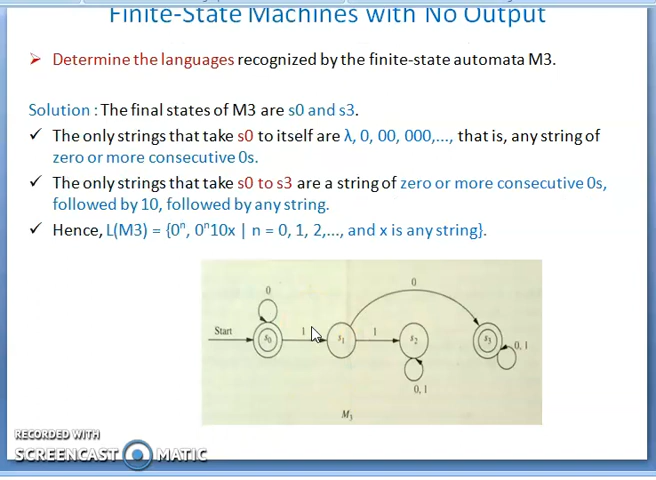 Finite-State Machines with No Output
➢ Determine the languages recognized by the finite-state automata M3.
Solution : The final states of M3 are s0 and s3.
✓ The only strings that take s0 to itself are λ, 0, 00, 000,..., that is, any string of
zero or more consecutive 0s.
✓ The only strings that take s0 to s3 are a string of zero or more consecutive 0s,
followed by 10, followed by any string.
✓ Hence, L(M3) = {0ⁿ, 0ⁿ10x | n = 0, 1, 2,..., and x is any string}.
0
0
Start
s₀
1
s₁
1
s₂
s₃
0, 1
0, 1
M₃
RECORDED WITH
SCREENCAST MATIC